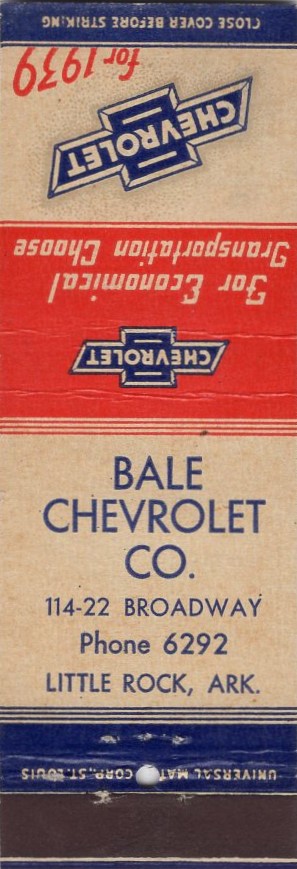 CLOSE COVER BEFORE STRIKING
for 1939
CHEVROLET
For Economical
Transportation Choose
CHEVROLET
BALE
CHEVROLET
CO.
114-22 BROADWAY
Phone 6292
LITTLE ROCK, ARK.
UNIVERSAL MAT CORP., ST. LOUIS